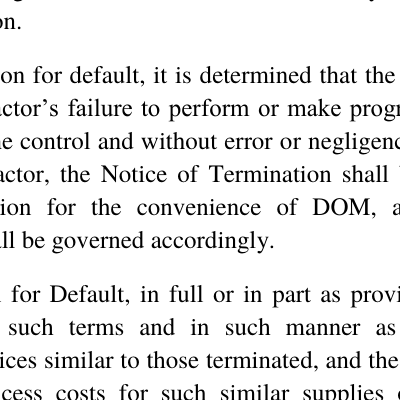 on.
on for default, it is determined that the
actor’s failure to perform or make prog
e control and without error or negligenc
actor, the Notice of Termination shall
tion for the convenience of DOM, a
all be governed accordingly.
for Default, in full or in part as provi
such terms and in such manner as
ices similar to those terminated, and the
cess costs for such similar supplies